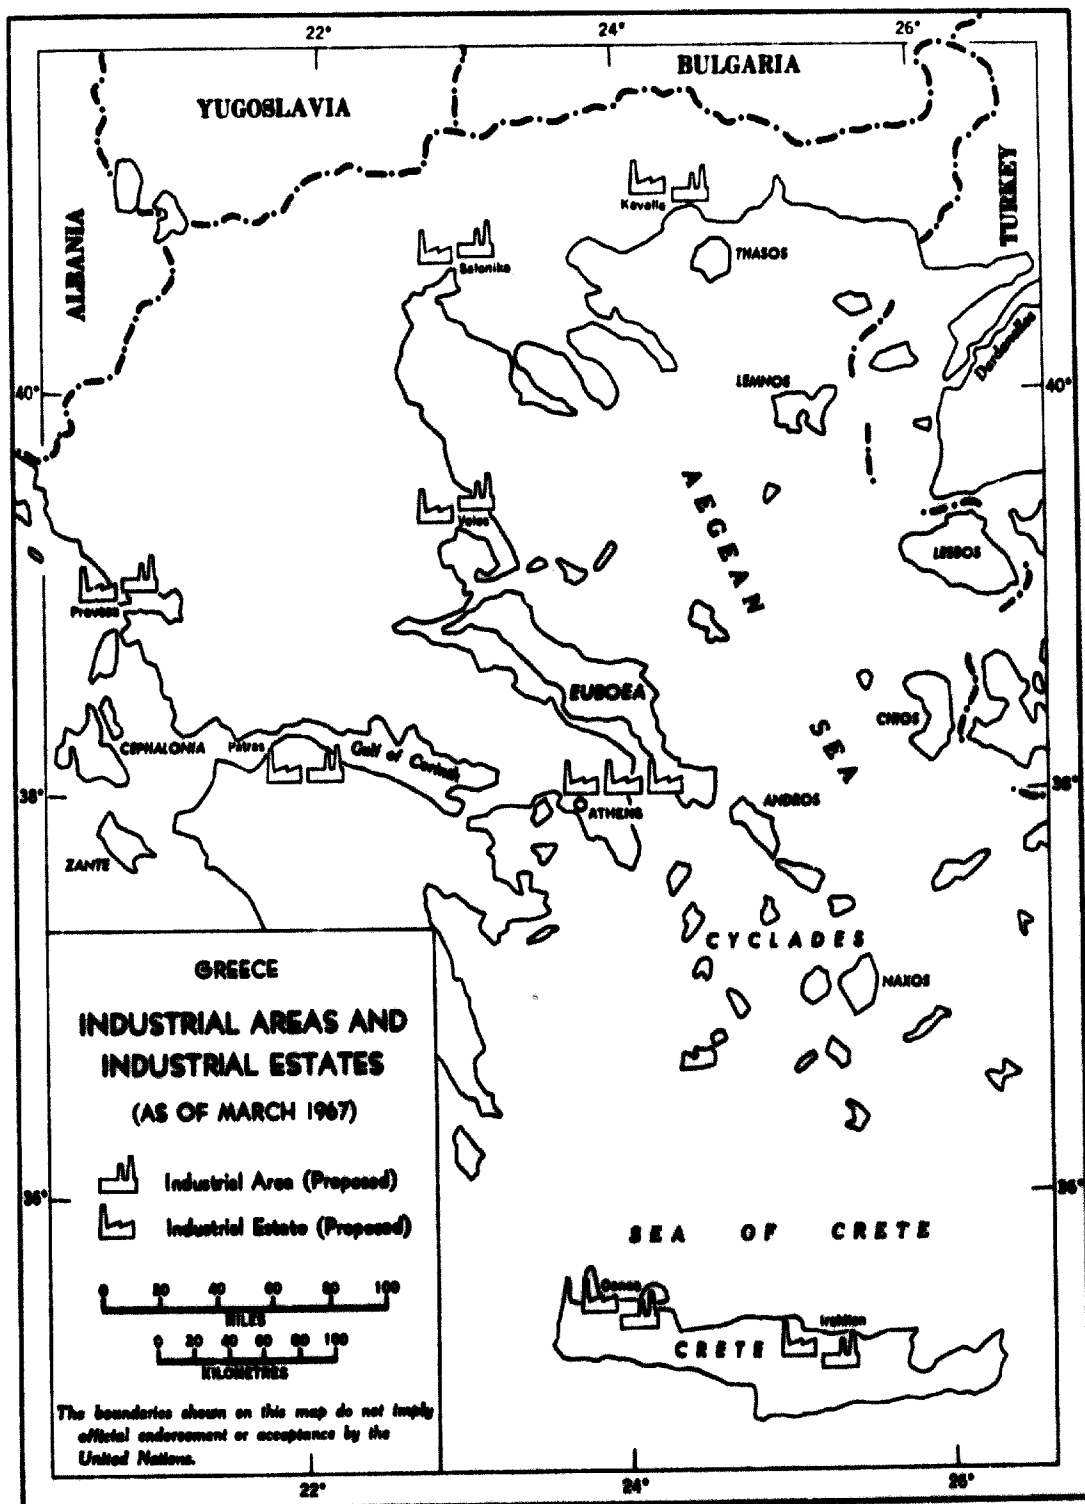 22°
24°
26°
BULGARIA
YUGOSLAVIA
TURKEY
ALBANIA
Kavalla
Salonika
THASOS
Dardanelles
40°
40°
LEMNOS
AEGEAN
SEA
Volos
LESBOS
Preveza
EUBOEA
CHIOS
CEPHALONIA
Patras
Gulf of Corinth
38°
38°
ANDROS
ATHENS
ZANTE
CYCLADES
NAXOS
GREECE
INDUSTRIAL AREAS AND
INDUSTRIAL ESTATES
(AS OF MARCH 1967)
Industrial Area (Proposed)
Industrial Estate (Proposed)
36°
36°
0 20 40 60 80 100
MILES
0 20 40 60 80 100
KILOMETRES
SEA OF CRETE
CRETE
The boundaries shown on this map do not imply
official endorsement or acceptance by the
United Nations.
22°
24°
26°